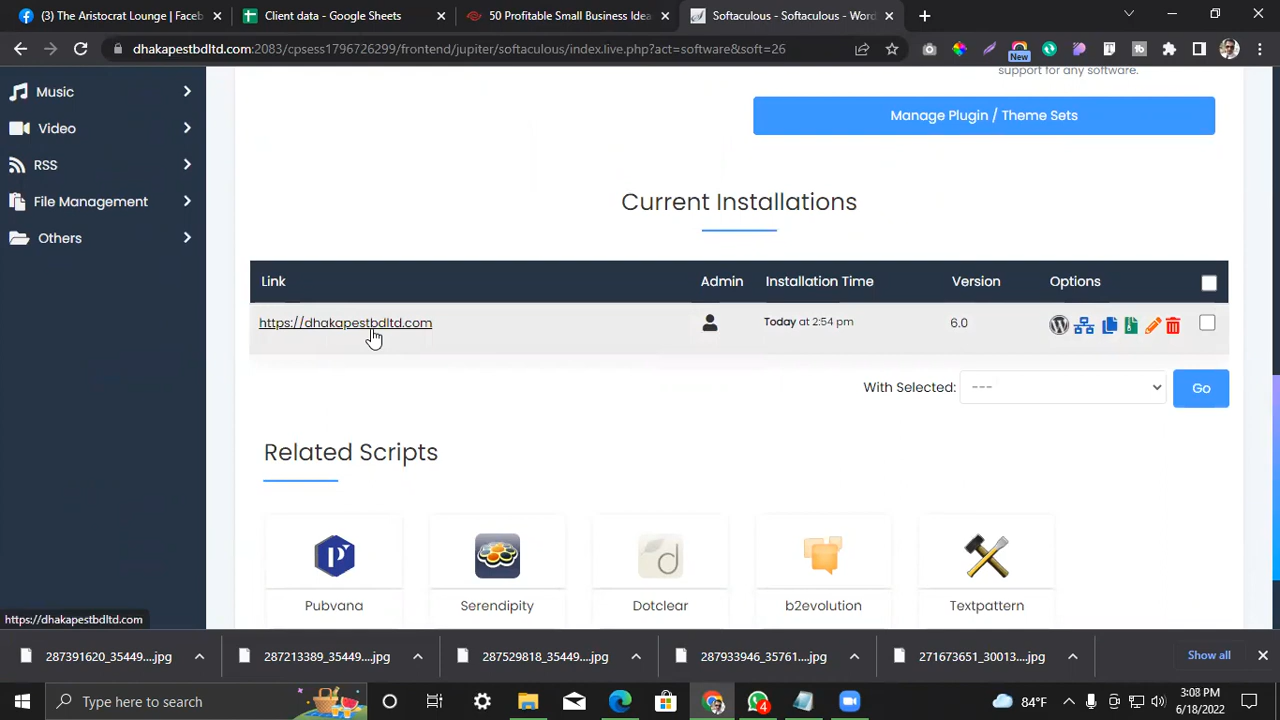 (3) The Aristocrat Lounge | Faceb
Client data - Google Sheets
50 Profitable Small Business Idea
Softaculous - Softaculous - Word
dhakapestbdltd.com:2083/cpsess1796726299/frontend/jupiter/softaculous/index.live.php?act=software&soft=26
New
Music
Video
RSS
File Management
Others
support for any software.
Manage Plugin / Theme Sets
Current Installations
Link Admin Installation Time Version Options
https://dhakapestbdltd.com Today at 2:54 pm 6.0
With Selected: --- Go
Related Scripts
Pubvana Serendipity Dotclear b2evolution Textpattern
https://dhakapestbdltd.com
287391620_35449....jpg 287213389_35449....jpg 287529818_35449....jpg 287933946_35761....jpg 271673651_30013....jpg Show all
Type here to search
4
84°F
3:08 PM
6/18/2022